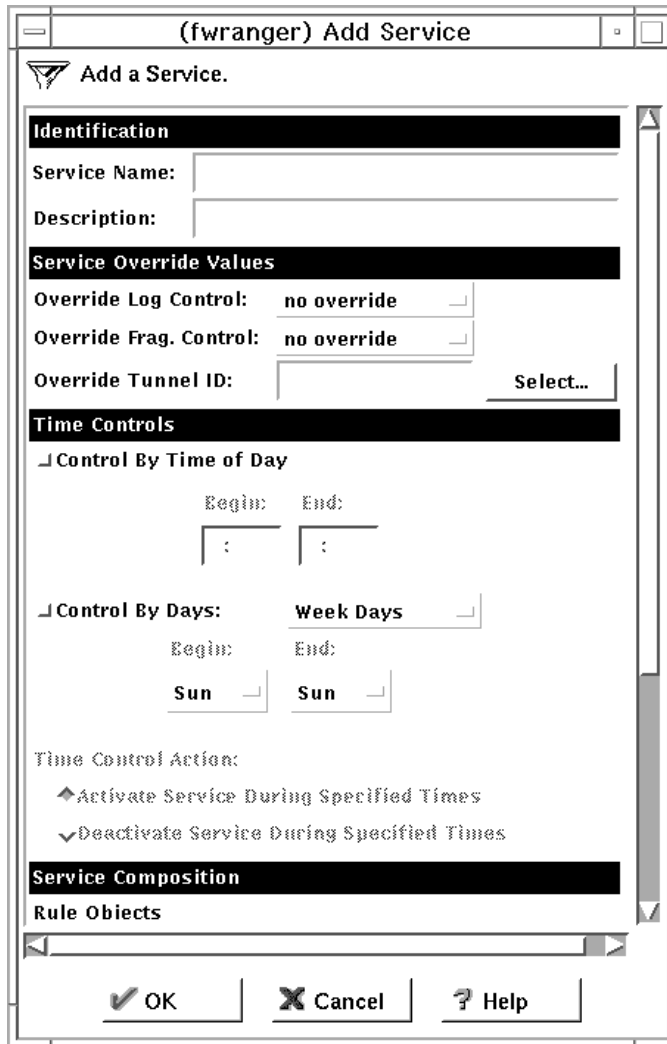 (fwranger) Add Service
Add a Service.
Identification
Service Name:
Description:
Service Override Values
Override Log Control: no override
Override Frag. Control: no override
Override Tunnel ID: Select...
Time Controls
Control By Time of Day
Begin: End:
: :
Control By Days: Week Days
Begin: End:
Sun Sun
Time Control Action:
Activate Service During Specified Times
Deactivate Service During Specified Times
Service Composition
Rule Objects
OK Cancel ? Help